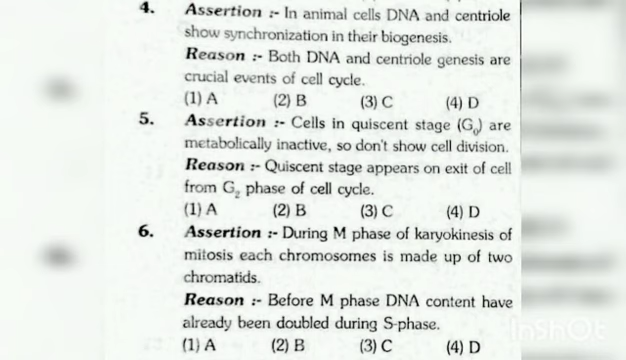 4. Assertion :- In animal cells DNA and centriole
show synchronization in their biogenesis.
Reason :- Both DNA and centriole genesis are
crucial events of cell cycle.
(1) A (2) B (3) C (4) D
5. Assertion :- Cells in quiscent stage (G₀) are
metabolically inactive, so don't show cell division.
Reason :- Quiscent stage appears on exit of cell
from G₂ phase of cell cycle.
(1) A (2) B (3) C (4) D
6. Assertion :- During M phase of karyokinesis of
mitosis each chromosomes is made up of two
chromatids.
Reason :- Before M phase DNA content have
already been doubled during S-phase.
(1) A (2) B (3) C (4) D
InShOt